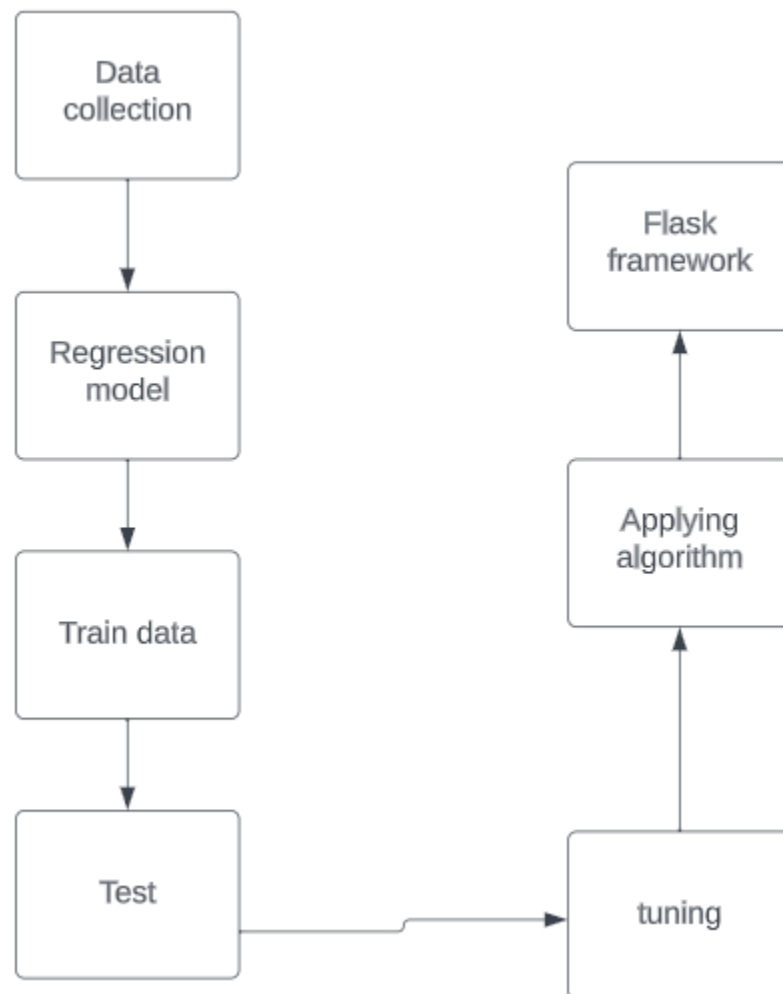 Data
collection
Regression
model
Train data
Test
tuning
Applying
algorithm
Flask
framework